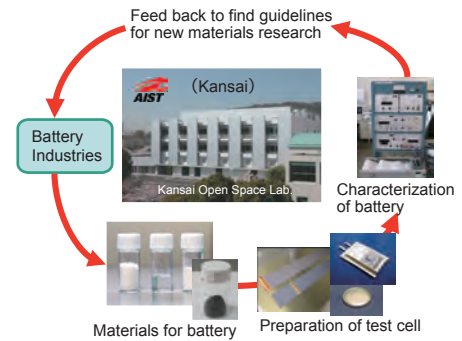 Feed back to find guidelines
for new materials research
AIST
(Kansai)
Battery
Industries
Kansai Open Space Lab.
Characterization
of battery
Materials for battery
Preparation of test cell